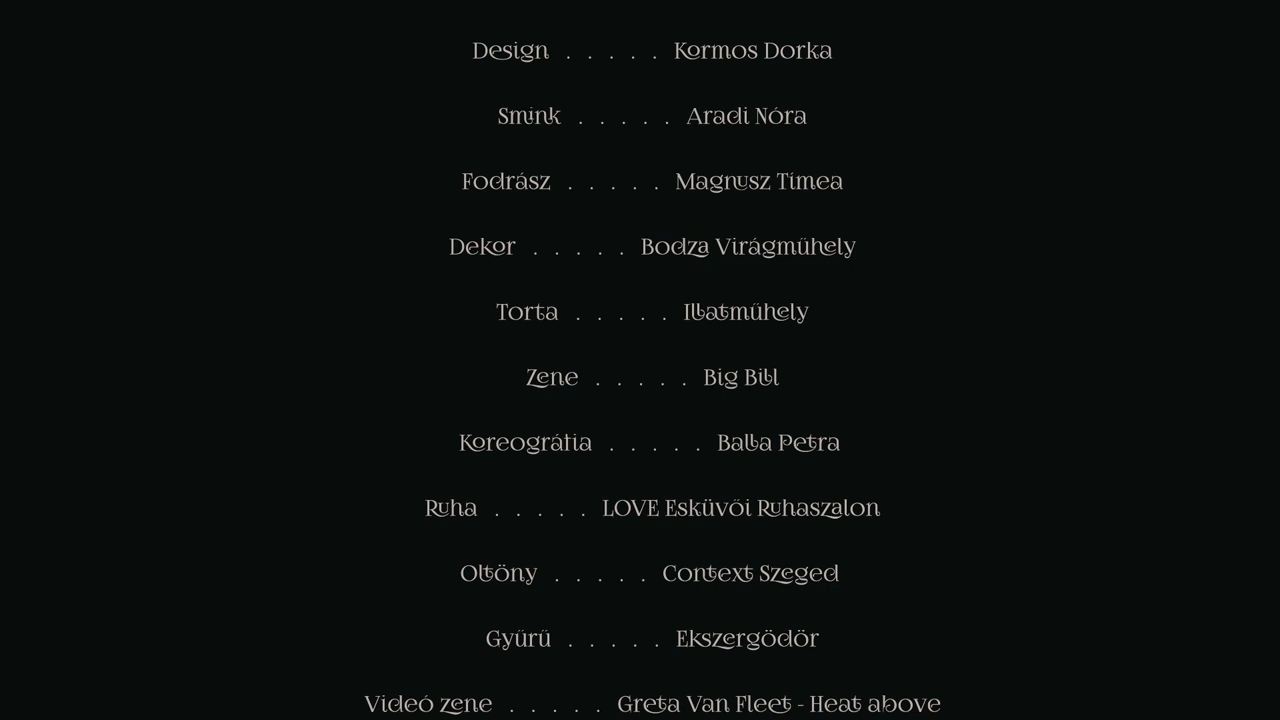 Design . . . . . Kormos Dorka
Smink . . . . . Aradi Nóra
Fodrász . . . . . Magnusz Tímea
Dekor . . . . . Bodza Virágműhely
Torta . . . . . Illatműhely
Zene . . . . . Big Bill
Koreográfia . . . . . Balla Petra
Ruha . . . . . LOVE Esküvői Ruhaszalon
Öltöny . . . . . Context Szeged
Gyűrű . . . . . Ékszergödör
Videó zene . . . . . Greta Van Fleet - Heat above